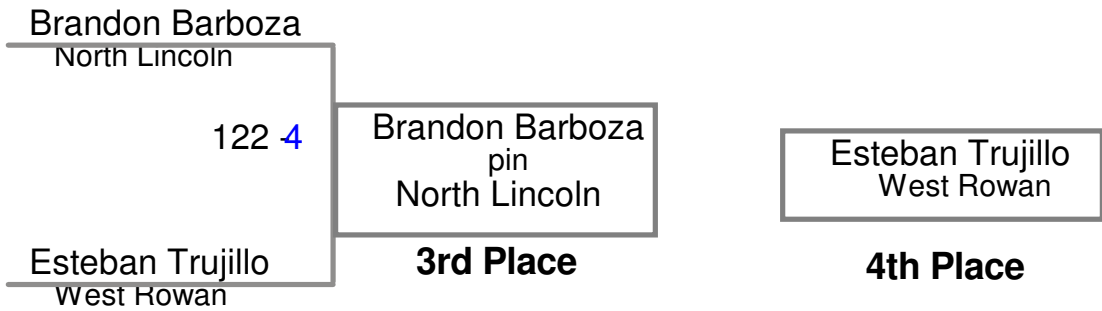 Brandon Barboza
North Lincoln
122 -4
Brandon Barboza
pin
North Lincoln
3rd Place
Esteban Trujillo
West Rowan
4th Place
Esteban Trujillo
West Rowan